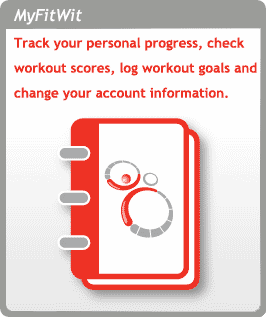 MyFitWit
Track your personal progress, check
workout scores, log workout goals and
change your account information.